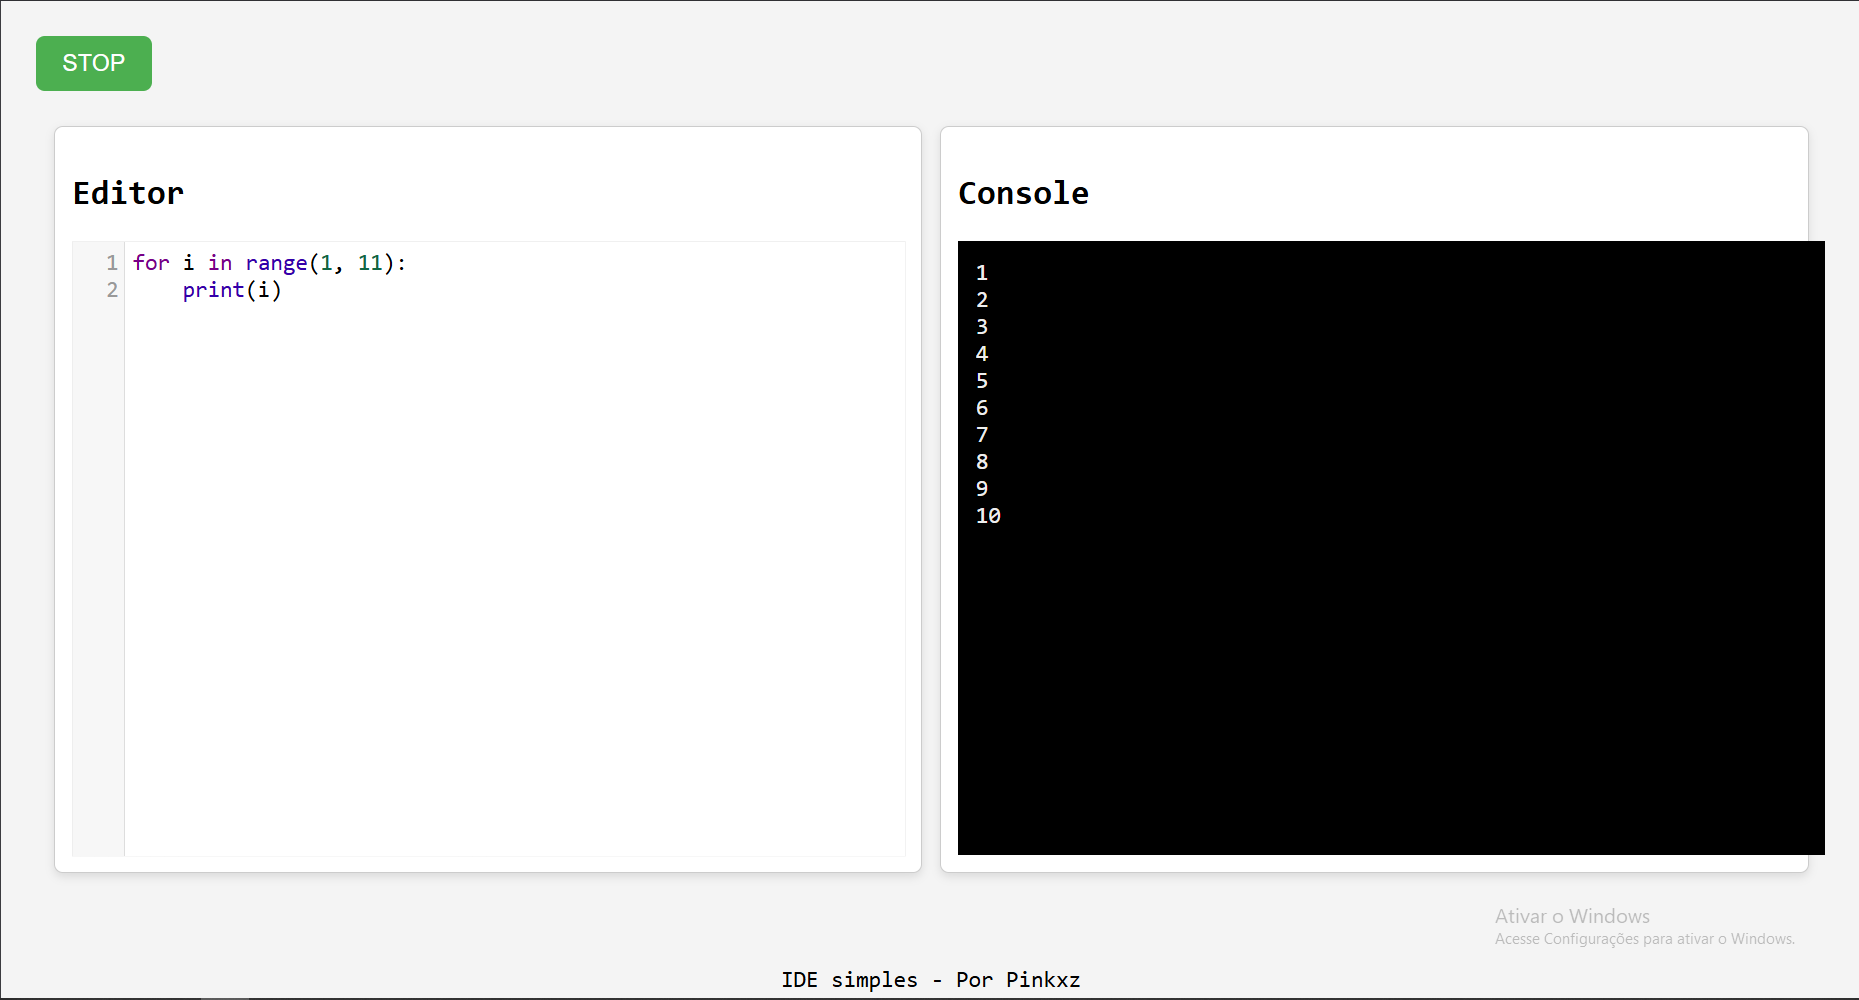 STOP
Editor
1 for i in range(1, 11):
2     print(i)
Console
1
2
3
4
5
6
7
8
9
10
Ativar o Windows
Acesse Configurações para ativar o Windows.
IDE simples - Por Pinkxz